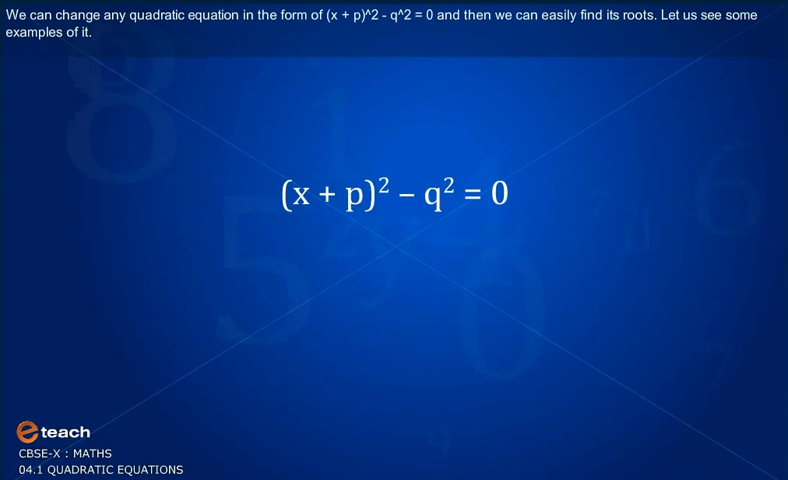 We can change any quadratic equation in the form of (x + p)^2 - q^2 = 0 and then we can easily find its roots. Let us see some
examples of it.
(x + p)² – q² = 0
e teach
CBSE-X : MATHS
04.1 QUADRATIC EQUATIONS